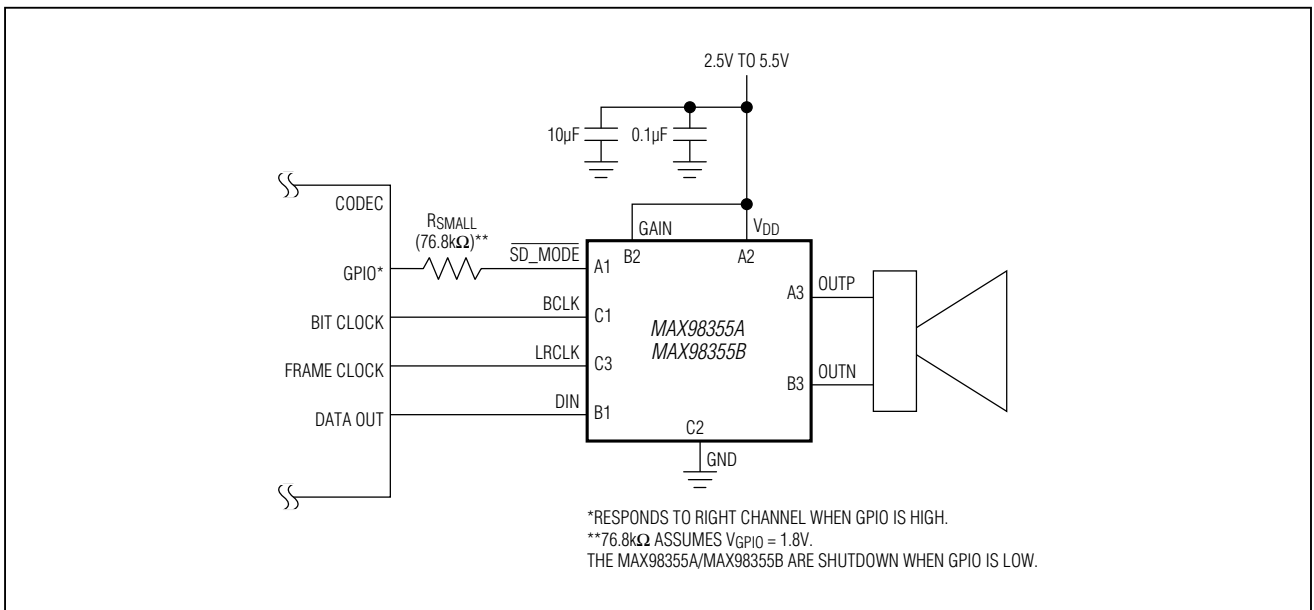 2.5V TO 5.5V
10µF
0.1µF
CODEC
RSMALL
(76.8kΩ)**
SD_MODE
GAIN
VDD
GPIO*
A1
B2
A2
BIT CLOCK
BCLK
C1
FRAME CLOCK
LRCLK
C3
DATA OUT
DIN
B1
MAX98355A
MAX98355B
A3
OUTP
B3
OUTN
C2
GND
*RESPONDS TO RIGHT CHANNEL WHEN GPIO IS HIGH.
**76.8kΩ ASSUMES VGPIO = 1.8V.
THE MAX98355A/MAX98355B ARE SHUTDOWN WHEN GPIO IS LOW.